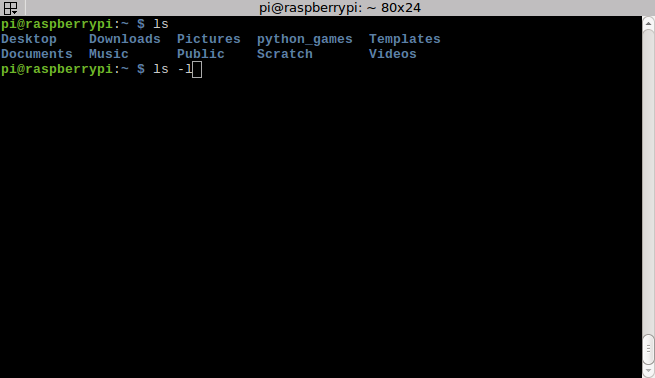 pi@raspberrypi: ~ 80x24
pi@raspberrypi:~ $ ls
Desktop    Downloads  Pictures  python_games  Templates
Documents  Music      Public    Scratch       Videos
pi@raspberrypi:~ $ ls -l